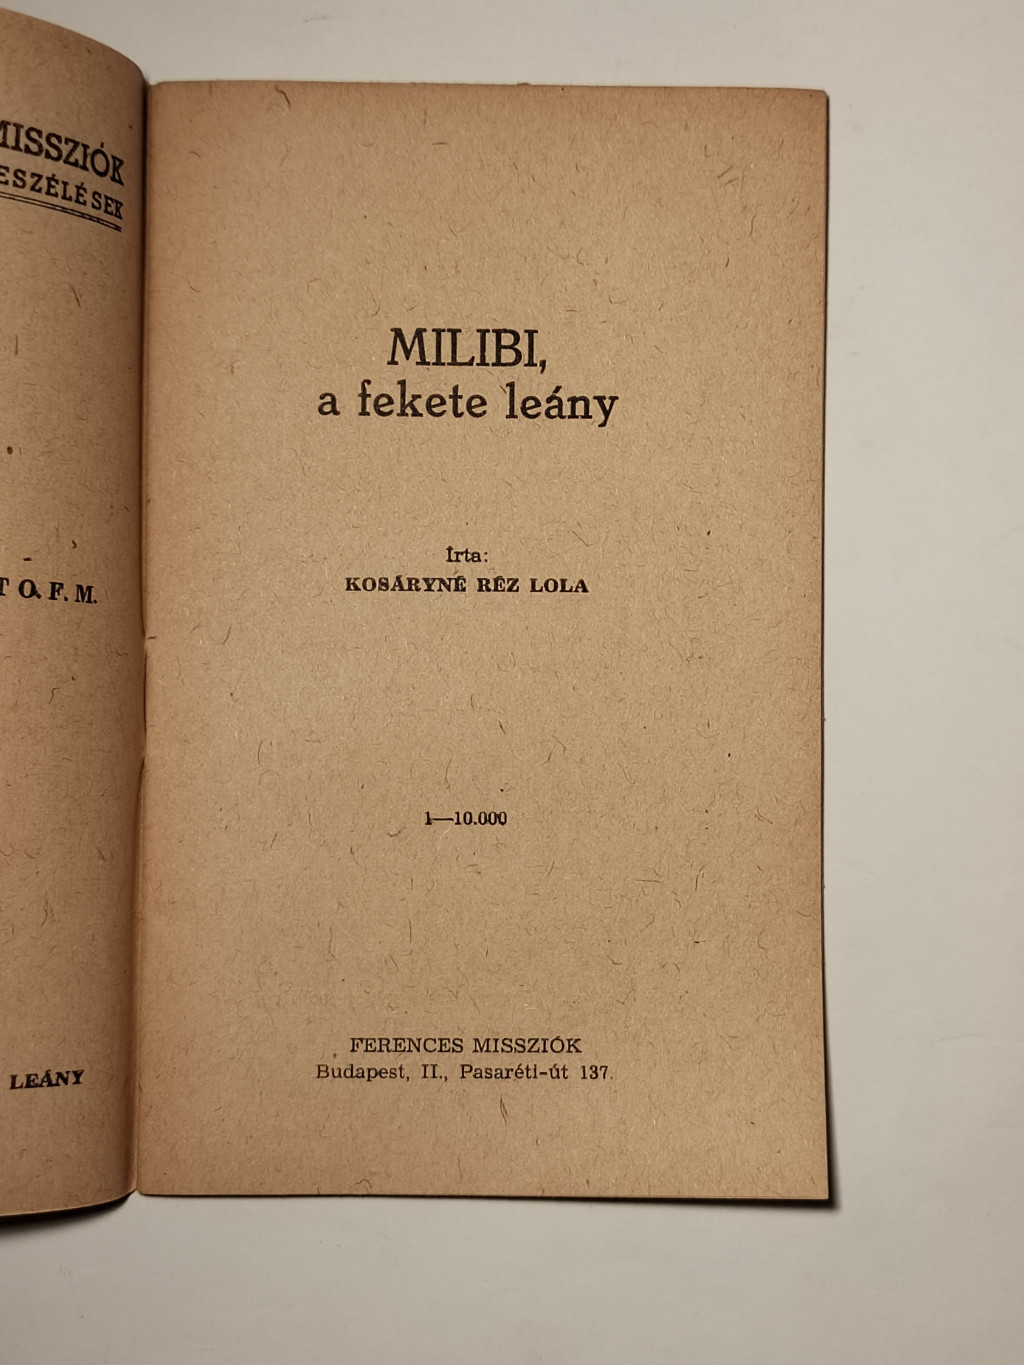 MISSZIÓK
T O. F. M.
LEÁNY
MILIBI,
a fekete leány
Írta:
KOSÁRYNÉ RÉZ LOLA
1—10.000
FERENCES MISSZIÓK
Budapest, II., Pasaréti-út 137.